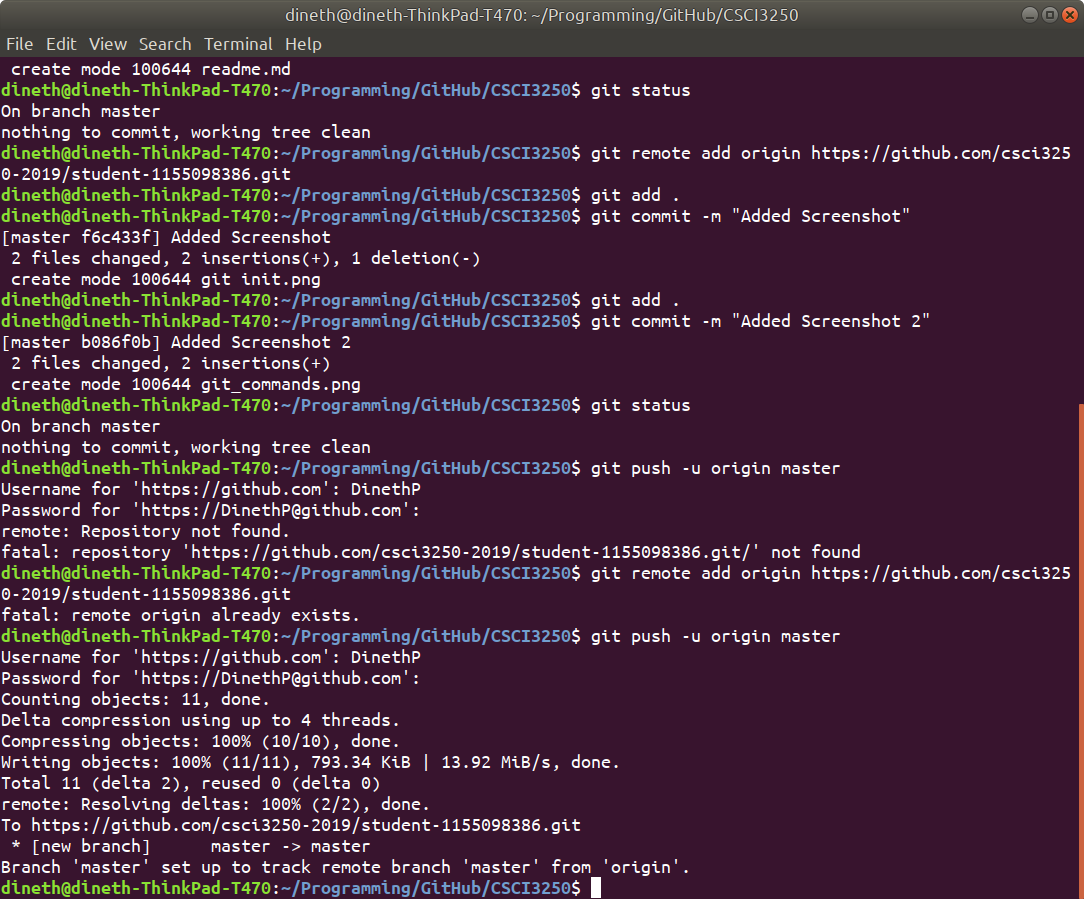 dineth@dineth-ThinkPad-T470: ~/Programming/GitHub/CSCI3250
File Edit View Search Terminal Help
 create mode 100644 readme.md
dineth@dineth-ThinkPad-T470:~/Programming/GitHub/CSCI3250$ git status
On branch master
nothing to commit, working tree clean
dineth@dineth-ThinkPad-T470:~/Programming/GitHub/CSCI3250$ git remote add origin https://github.com/csci325
0-2019/student-1155098386.git
dineth@dineth-ThinkPad-T470:~/Programming/GitHub/CSCI3250$ git add .
dineth@dineth-ThinkPad-T470:~/Programming/GitHub/CSCI3250$ git commit -m "Added Screenshot"
[master f6c433f] Added Screenshot
 2 files changed, 2 insertions(+), 1 deletion(-)
 create mode 100644 git init.png
dineth@dineth-ThinkPad-T470:~/Programming/GitHub/CSCI3250$ git add .
dineth@dineth-ThinkPad-T470:~/Programming/GitHub/CSCI3250$ git commit -m "Added Screenshot 2"
[master b086f0b] Added Screenshot 2
 2 files changed, 2 insertions(+)
 create mode 100644 git_commands.png
dineth@dineth-ThinkPad-T470:~/Programming/GitHub/CSCI3250$ git status
On branch master
nothing to commit, working tree clean
dineth@dineth-ThinkPad-T470:~/Programming/GitHub/CSCI3250$ git push -u origin master
Username for 'https://github.com': DinethP
Password for 'https://DinethP@github.com':
remote: Repository not found.
fatal: repository 'https://github.com/csci3250-2019/student-1155098386.git/' not found
dineth@dineth-ThinkPad-T470:~/Programming/GitHub/CSCI3250$ git remote add origin https://github.com/csci325
0-2019/student-1155098386.git
fatal: remote origin already exists.
dineth@dineth-ThinkPad-T470:~/Programming/GitHub/CSCI3250$ git push -u origin master
Username for 'https://github.com': DinethP
Password for 'https://DinethP@github.com':
Counting objects: 11, done.
Delta compression using up to 4 threads.
Compressing objects: 100% (10/10), done.
Writing objects: 100% (11/11), 793.34 KiB | 13.92 MiB/s, done.
Total 11 (delta 2), reused 0 (delta 0)
remote: Resolving deltas: 100% (2/2), done.
To https://github.com/csci3250-2019/student-1155098386.git
 * [new branch]      master -> master
Branch 'master' set up to track remote branch 'master' from 'origin'.
dineth@dineth-ThinkPad-T470:~/Programming/GitHub/CSCI3250$